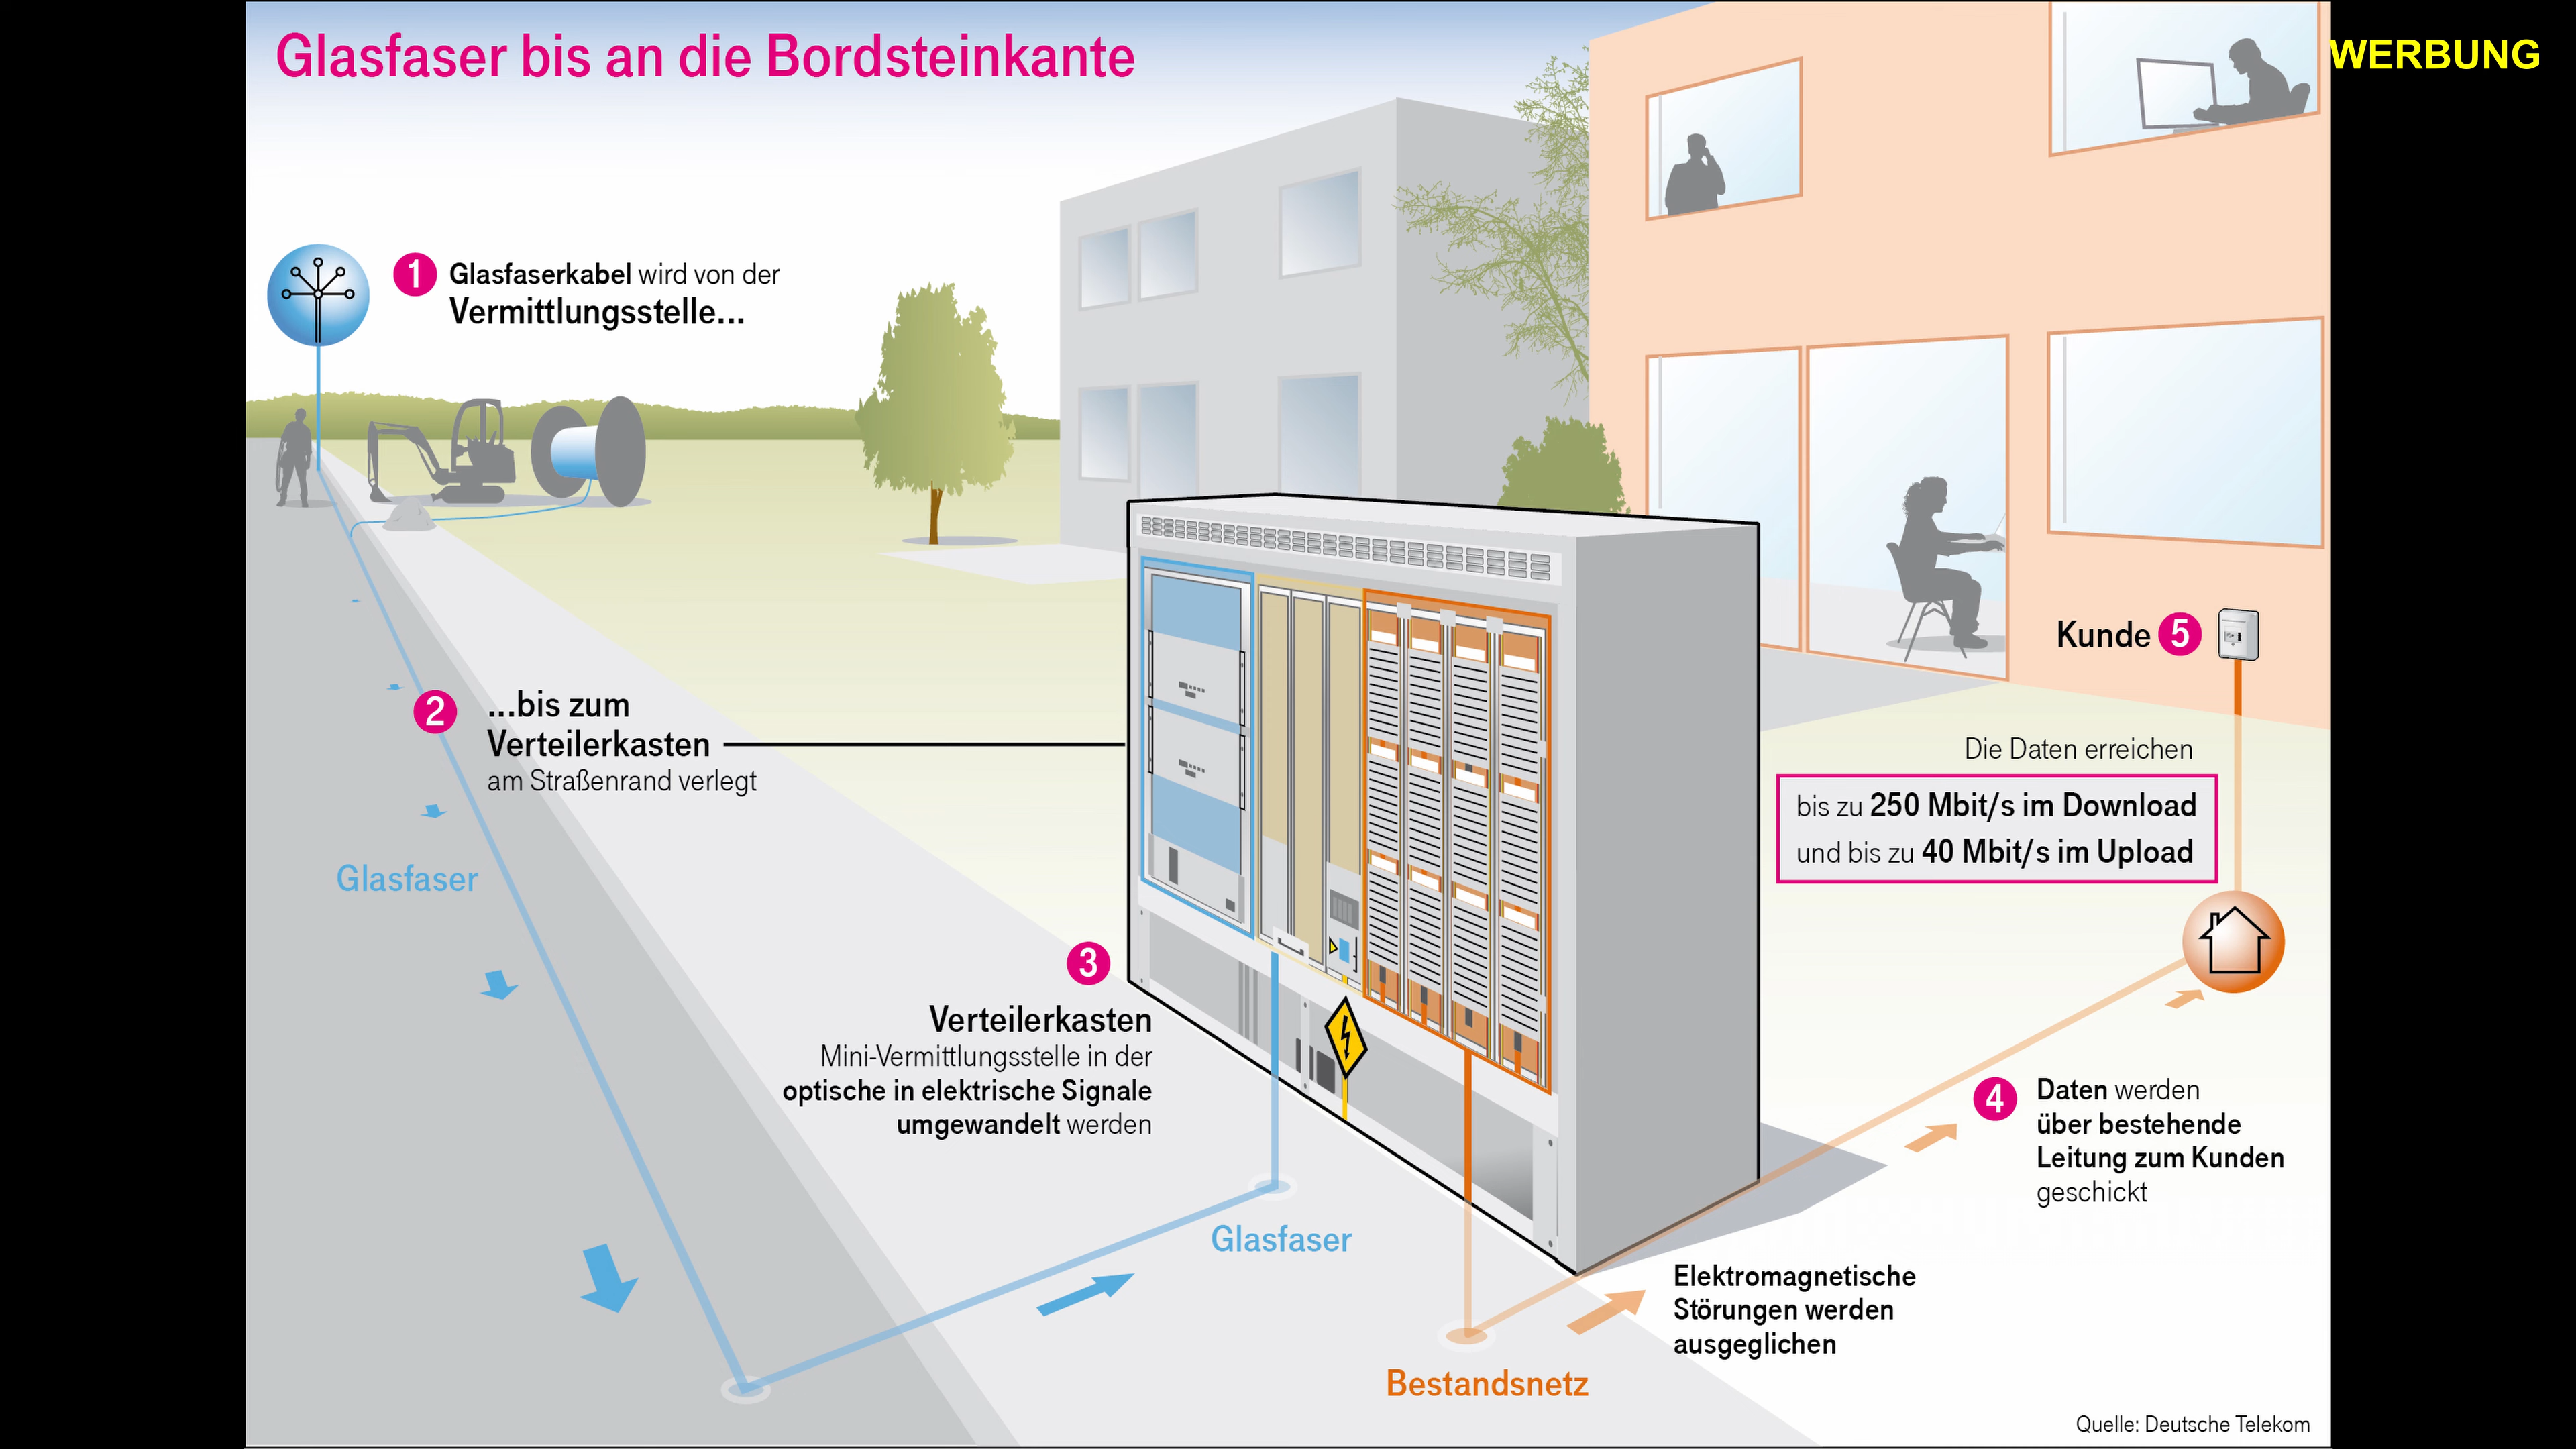 Glasfaser bis an die Bordsteinkante
WERBUNG
1 Glasfaserkabel wird von der
Vermittlungsstelle...
2 ...bis zum
Verteilerkasten
am Straßenrand verlegt
Glasfaser
3
Verteilerkasten
Mini-Vermittlungsstelle in der
optische in elektrische Signale
umgewandelt werden
Glasfaser
Bestandsnetz
Elektromagnetische
Störungen werden
ausgeglichen
4 Daten werden
über bestehende
Leitung zum Kunden
geschickt
Kunde 5
Die Daten erreichen
bis zu 250 Mbit/s im Download
und bis zu 40 Mbit/s im Upload
Quelle: Deutsche Telekom